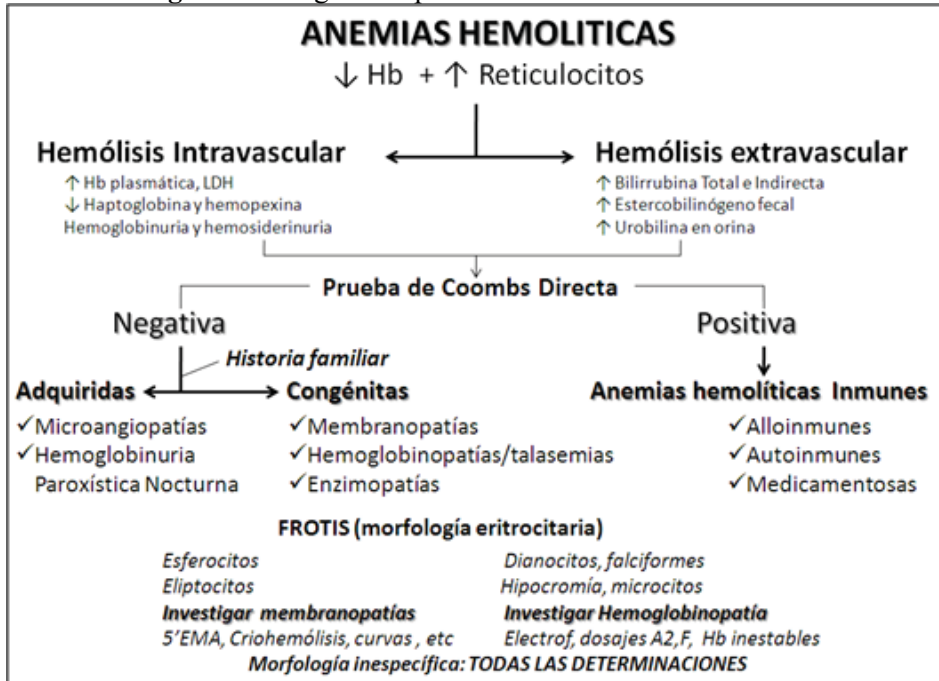 ANEMIAS HEMOLITICAS
↓ Hb + ↑ Reticulocitos
Hemólisis Intravascular
↑ Hb plasmática, LDH
↓ Haptoglobina y hemopexina
Hemoglobinuria y hemosiderinuria
Hemólisis extravascular
↑ Bilirrubina Total e Indirecta
↑ Estercobilinógeno fecal
↑ Urobilina en orina
Prueba de Coombs Directa
Negativa
Positiva
Historia familiar
Adquiridas
✓Microangiopatías
✓Hemoglobinuria
Paroxística Nocturna
Congénitas
✓Membranopatías
✓Hemoglobinopatías/talasemias
✓Enzimopatías
Anemias hemolíticas Inmunes
✓Alloinmunes
✓Autoinmunes
✓Medicamentosas
FROTIS (morfología eritrocitaria)
Esferocitos
Eliptocitos
Investigar membranopatías
5'EMA, Criohemólisis, curvas , etc
Dianocitos, falciformes
Hipocromía, microcitos
Investigar Hemoglobinopatía
Electrof, dosajes A2,F, Hb inestables
Morfología inespecífica: TODAS LAS DETERMINACIONES